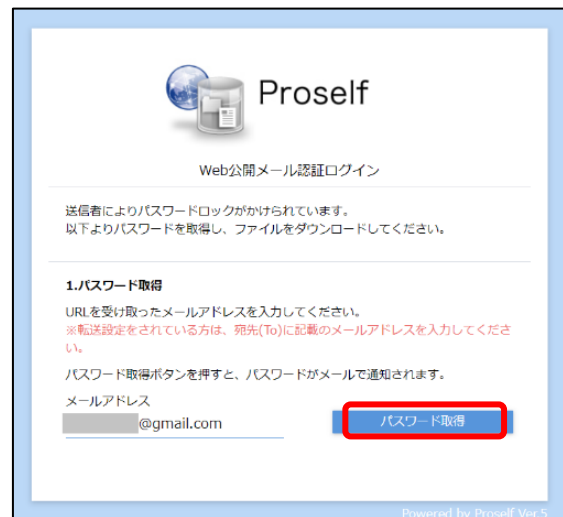 Proself
Web公開メール認証ログイン
送信者によりパスワードロックがかけられています。
以下よりパスワードを取得し、ファイルをダウンロードしてください。
1.パスワード取得
URLを受け取ったメールアドレスを入力してください。
※転送設定をされている方は、宛先(To)に記載のメールアドレスを入力してくださ
い。
パスワード取得ボタンを押すと、パスワードがメールで通知されます。
メールアドレス
@gmail.com
パスワード取得
Powered by Proself Ver.5